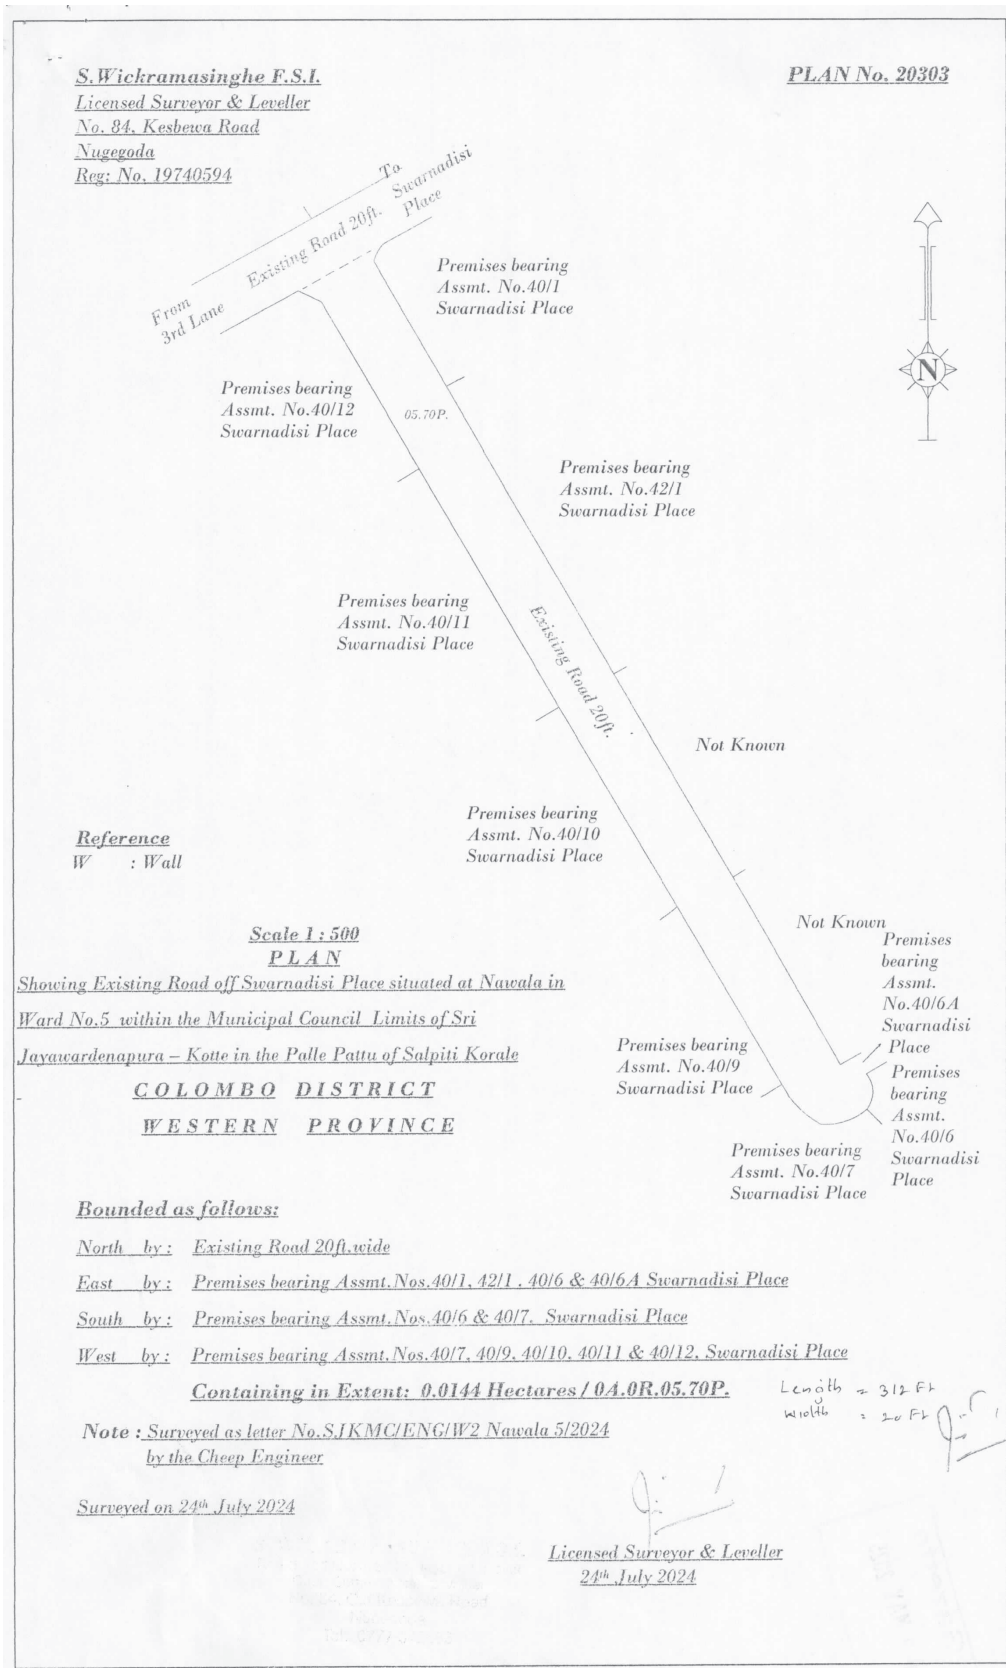 S.Wickramasinghe F.S.I.
Licensed Surveyor & Leveller
No. 84, Kesbewa Road
Nugegoda
Reg: No. 19740594
PLAN No. 20303
To
Swarnadisi
Place
Existing Road 20ft.
From
3rd Lane
Premises bearing
Assmt. No.40/1
Swarnadisi Place
N
Premises bearing
Assmt. No.40/12
Swarnadisi Place
05.70P.
Premises bearing
Assmt. No.42/1
Swarnadisi Place
Premises bearing
Assmt. No.40/11
Swarnadisi Place
Existing Road 20ft.
Not Known
Premises bearing
Assmt. No.40/10
Swarnadisi Place
Reference
W : Wall
Not Known
Premises
bearing
Assmt.
No.40/6A
Swarnadisi
Place
Scale 1 : 500
PLAN
Showing Existing Road off Swarnadisi Place situated at Nawala in
Ward No.5 within the Municipal Council Limits of Sri
Jayawardenapura – Kotte in the Palle Pattu of Salpiti Korale
COLOMBO DISTRICT
WESTERN PROVINCE
Premises bearing
Assmt. No.40/9
Swarnadisi Place
Premises
bearing
Assmt.
No.40/6
Swarnadisi
Place
Premises bearing
Assmt. No.40/7
Swarnadisi Place
Bounded as follows:
North by : Existing Road 20ft.wide
East by : Premises bearing Assmt.Nos.40/1, 42/1 , 40/6 & 40/6A Swarnadisi Place
South by : Premises bearing Assmt.Nos.40/6 & 40/7, Swarnadisi Place
West by : Premises bearing Assmt.Nos.40/7, 40/9, 40/10, 40/11 & 40/12, Swarnadisi Place
Containing in Extent: 0.0144 Hectares / 0A.0R.05.70P.
Length = 312 Ft
Width : 20 Ft
Note : Surveyed as letter No.SJKMC/ENG/W2 Nawala 5/2024
by the Cheep Engineer
Surveyed on 24th July 2024
Licensed Surveyor & Leveller
24th July 2024